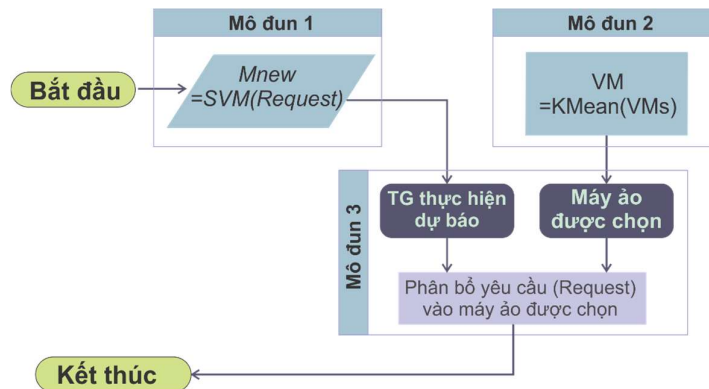 Mô đun 1
Mô đun 2
Bắt đầu
Mnew
=SVM(Request)
VM
=KMean(VMs)
Mô đun 3
TG thực hiện
dự báo
Máy ảo
được chọn
Phân bổ yêu cầu (Request)
vào máy ảo được chọn
Kết thúc